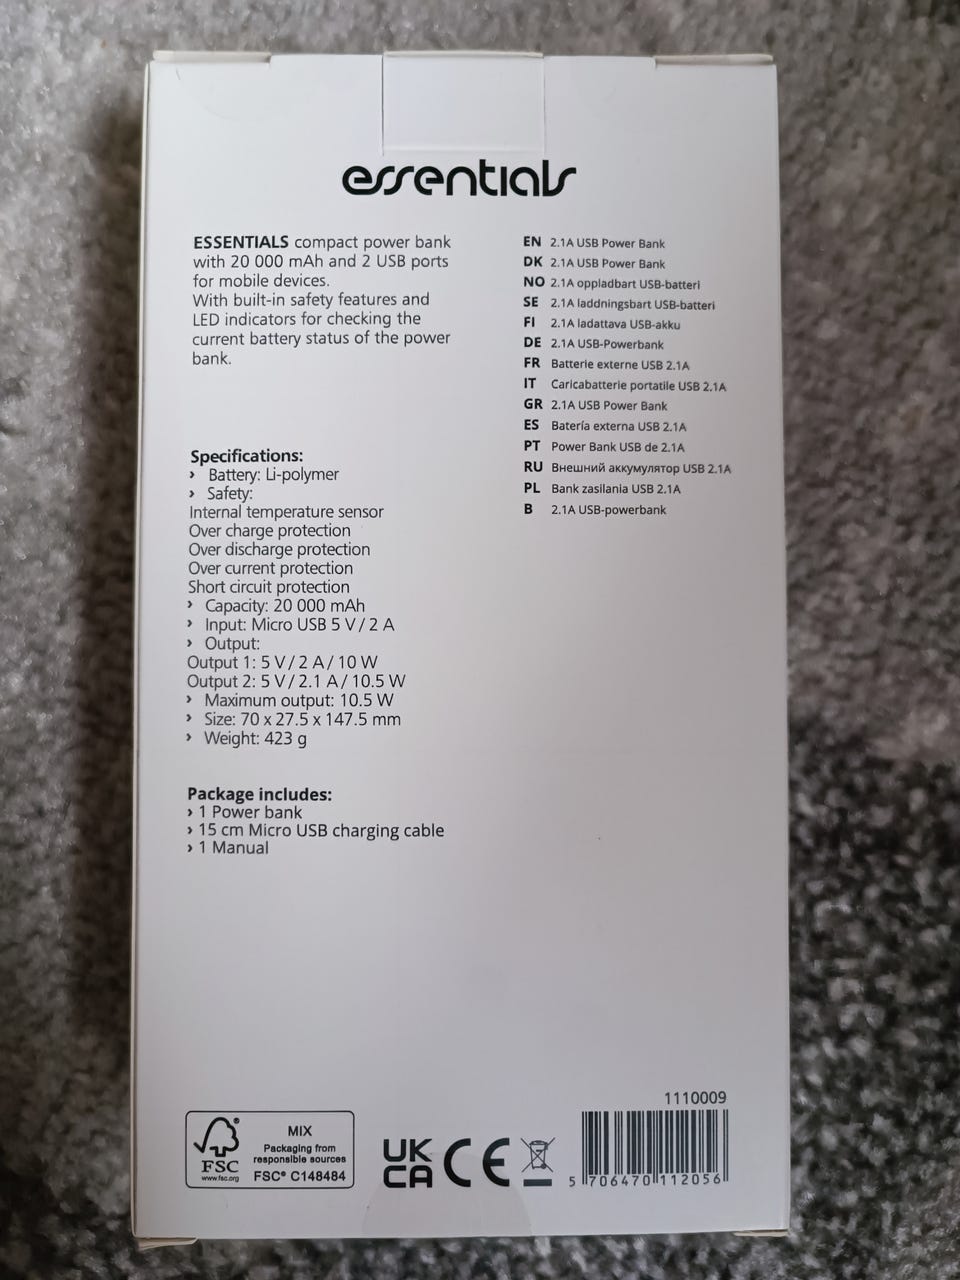 essentials
ESSENTIALS compact power bank
with 20 000 mAh and 2 USB ports
for mobile devices.
With built-in safety features and
LED indicators for checking the
current battery status of the power
bank.
Specifications:
› Battery: Li-polymer
› Safety:
Internal temperature sensor
Over charge protection
Over discharge protection
Over current protection
Short circuit protection
› Capacity: 20 000 mAh
› Input: Micro USB 5 V / 2 A
› Output:
Output 1: 5 V / 2 A / 10 W
Output 2: 5 V / 2.1 A / 10.5 W
› Maximum output: 10.5 W
› Size: 70 x 27.5 x 147.5 mm
› Weight: 423 g
Package includes:
› 1 Power bank
› 15 cm Micro USB charging cable
› 1 Manual
EN 2.1A USB Power Bank
DK 2.1A USB Power Bank
NO 2.1A oppladbart USB-batteri
SE 2.1A laddningsbart USB-batteri
FI 2.1A ladattava USB-akku
DE 2.1A USB-Powerbank
FR Batterie externe USB 2.1A
IT Caricabatterie portatile USB 2.1A
GR 2.1A USB Power Bank
ES Batería externa USB 2.1A
PT Power Bank USB de 2.1A
RU Внешний аккумулятор USB 2.1A
PL Bank zasilania USB 2.1A
B 2.1A USB-powerbank
FSC
www.fsc.org
MIX
Packaging from
responsible sources
FSC® C148484
UK
CA
CE
1110009
5 706470 112056